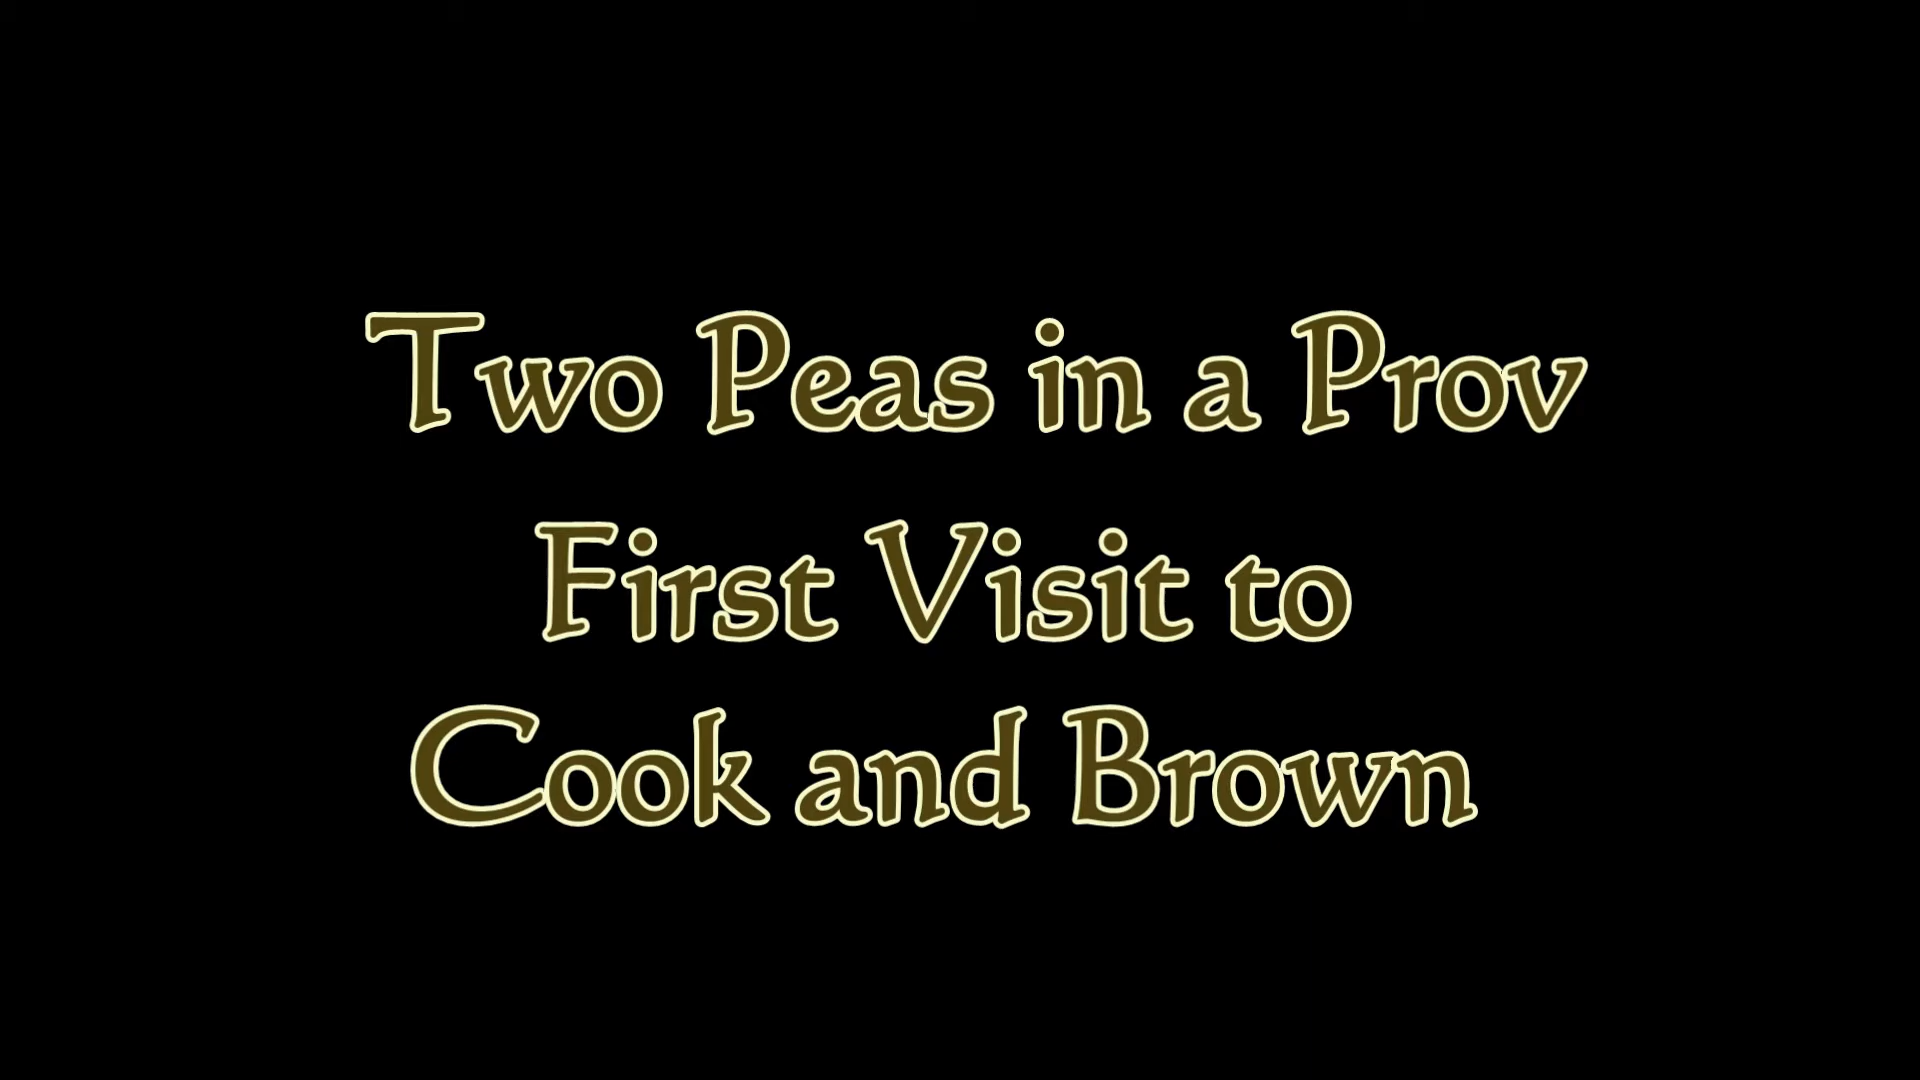 Two Peas in a Prov
First Visit to
Cook and Brown